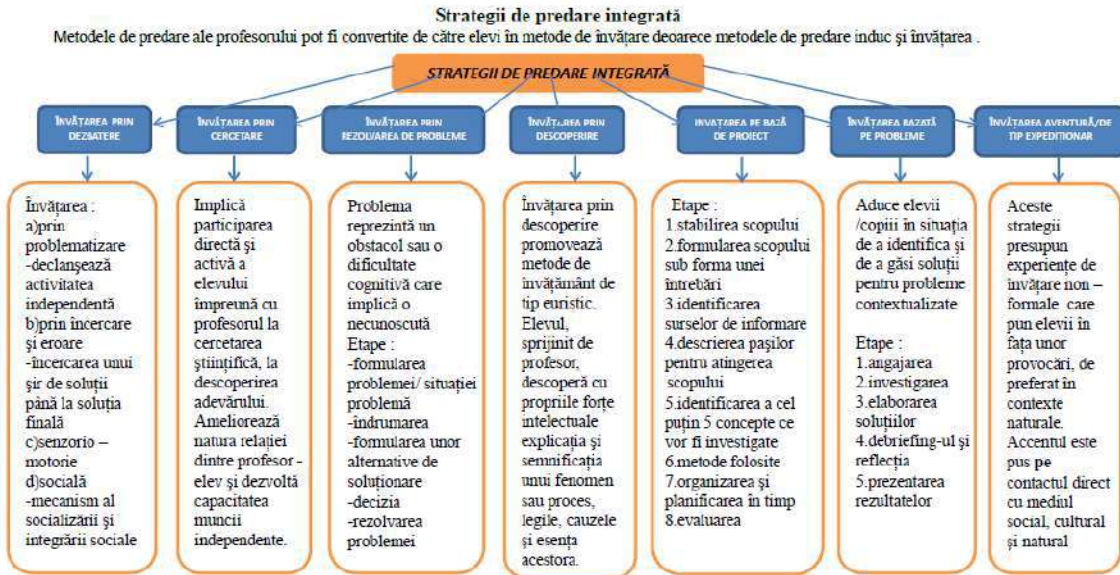 Strategii de predare integrată
Metodele de predare ale profesorului pot fi convertite de către elevi în metode de învățare deoarece metodele de predare induc și învățarea .
STRATEGII DE PREDARE INTEGRATĂ
ÎNVĂȚAREA PRIN
DEZBATERE
ÎNVĂȚAREA PRIN
CERCETARE
ÎNVĂȚAREA PRIN
REZOLVAREA DE PROBLEME
ÎNVĂȚAREA PRIN
DESCOPERIRE
INVATAREA PE BAZĂ
DE PROIECT
ÎNVĂȚAREA BAZATĂ
PE PROBLEME
ÎNVĂȚAREA AVENTURĂ/DE
TIP EXPEDITIONAR
Învățarea :
a)prin
problematizare
-declanșează
activitatea
independentă
b)prin încercare
și eroare
-încercarea unui
șir de soluții
până la soluția
finală
c)senzorio –
motorie
d)socială
-mecanism al
socializării și
integrării sociale
Implică
participarea
directă și
activă a
elevului
împreună cu
profesorul la
cercetarea
științifică, la
descoperirea
adevărului.
Ameliorează
natura relației
dintre profesor -
elev și dezvoltă
capacitatea
muncii
independente.
Problema
reprezintă un
obstacol sau o
dificultate
cognitivă care
implică o
necunoscută
Etape :
-formularea
problemei/ situației
problemă
-îndrumarea
-formularea unor
alternative de
soluționare
-decizia
-rezolvarea
problemei
Învățarea prin
descoperire
promovează
metode de
învățământ de
tip euristic.
Elevul,
sprijinit de
profesor,
descoperă cu
propriile forțe
intelectuale
explicația și
semnificația
unui fenomen
sau proces,
legile, cauzele
și esența
acestora.
Etape :
1.stabilirea scopului
2.formularea scopului
sub forma unei
întrebări
3.identificarea
surselor de informare
4.descrierea pașilor
pentru atingerea
scopului
5.identificarea a cel
puțin 5 concepte ce
vor fi investigate
6.metode folosite
7.organizarea și
planificarea în timp
8.evaluarea
Aduce elevii
/copiii în situația
de a identifica și
de a găsi soluții
pentru probleme
contextualizate
Etape :
1.angajarea
2.investigarea
3.elaborarea
soluțiilor
4.debriefing-ul și
reflecția
5.prezentarea
rezultatelor
Aceste
strategii
presupun
experiențe de
învățare non –
formale care
pun elevii în
fața unor
provocări, de
preferat în
contexte
naturale.
Accentul este
pus pe
contactul direct
cu mediul
social, cultural
și natural